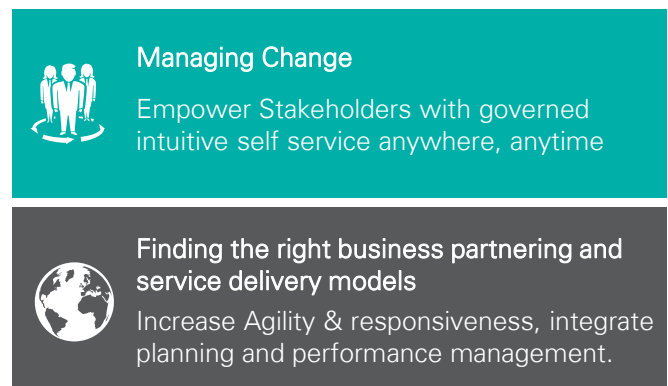 Managing Change
Empower Stakeholders with governed
intuitive self service anywhere, anytime
Finding the right business partnering and
service delivery models
Increase Agility & responsiveness, integrate
planning and performance management.